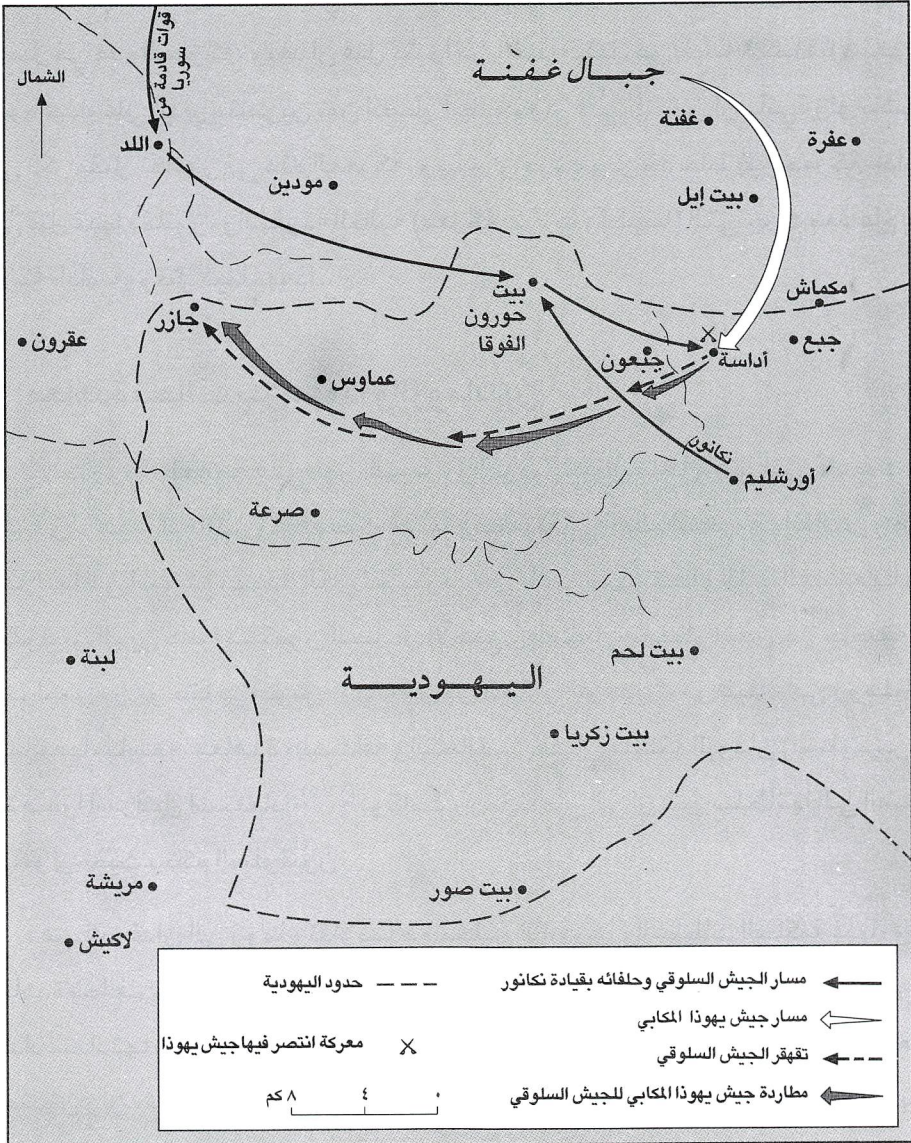 قوات قادمة من
سوريا
الشمال
جبال غفنة
غفنة
عفرة
اللد
مودين
بيت إيل
مكماش
بيت
حورون
الفوقا
جازر
جبع
أداسة
جبعون
عقرون
عماوس
نكانور
أورشليم
صرعة
لبنة
بيت لحم
اليهودية
بيت زكريا
مريشة
بيت صور
لاكيش
مسار الجيش السلوقي وحلفائه بقيادة نكانور
حدود اليهودية
مسار جيش يهوذا المكابي
معركة انتصر فيها جيش يهوذا
تقهقر الجيش السلوقي
مطاردة جيش يهوذا المكابي للجيش السلوقي
٠ ٤ ٨ كم